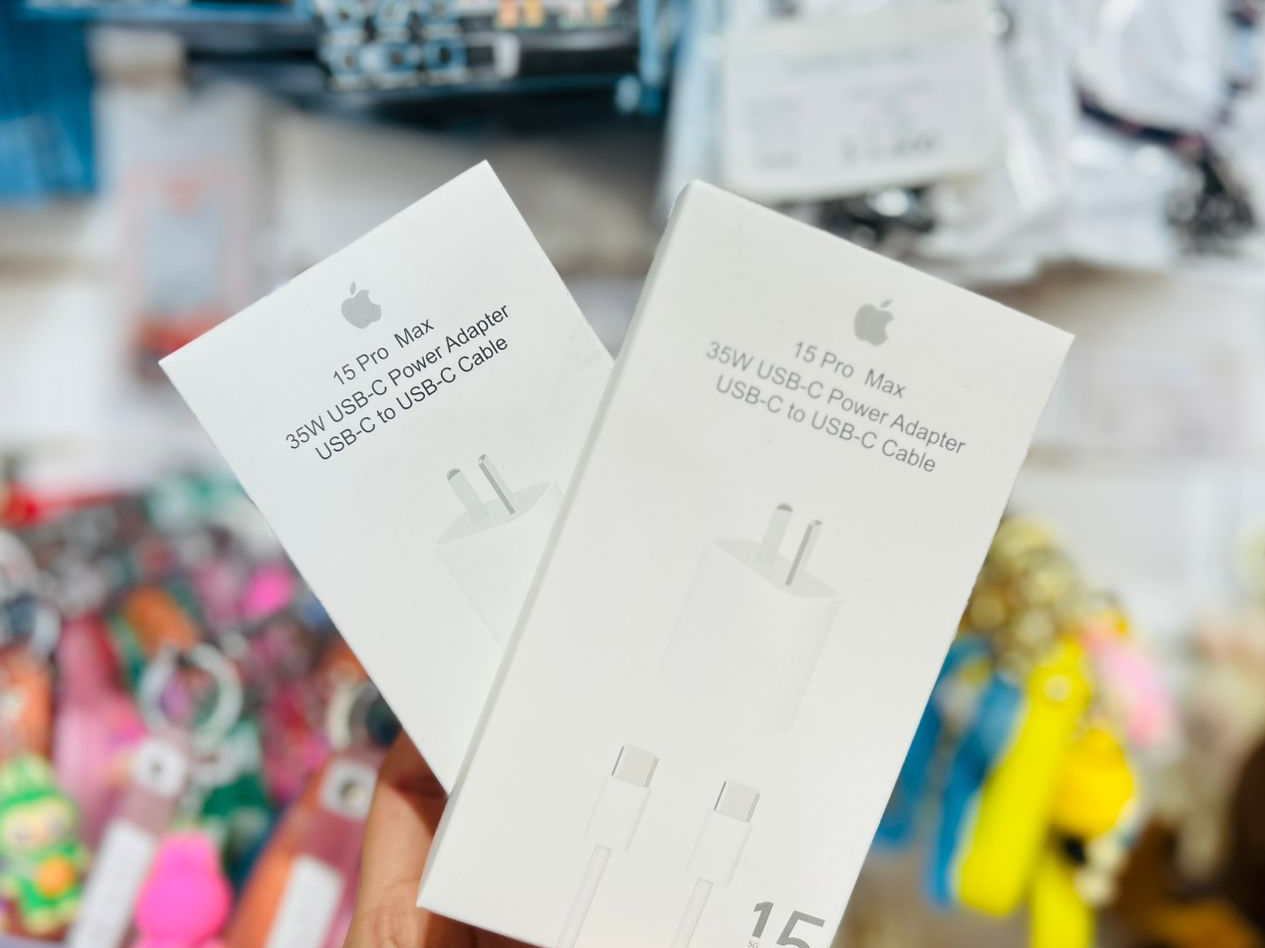 15 Pro Max
35W USB-C Power Adapter
USB-C to USB-C Cable
15 Pro Max
35W USB-C Power Adapter
USB-C to USB-C Cable
15
5G